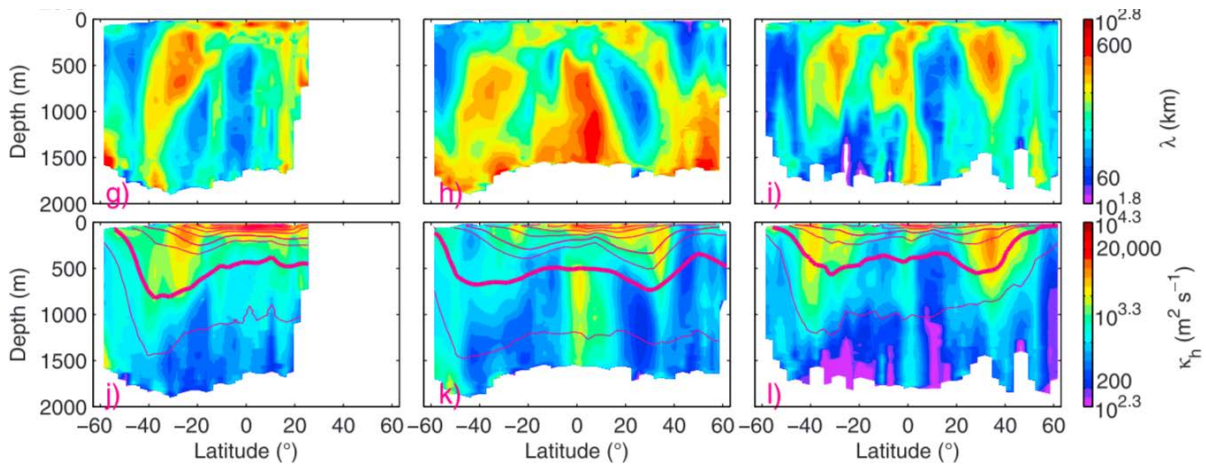 0
500
1000
1500
2000
Depth (m)
g)
h)
i)
10^2.8
600
λ (km)
60
10^1.8
0
500
1000
1500
2000
Depth (m)
j)
k)
l)
10^4.3
20,000
10^3.3
κ_h (m² s⁻¹)
200
10^2.3
−60 −40 −20 0 20 40 60
−60 −40 −20 0 20 40 60
−60 −40 −20 0 20 40 60
Latitude (°)
Latitude (°)
Latitude (°)